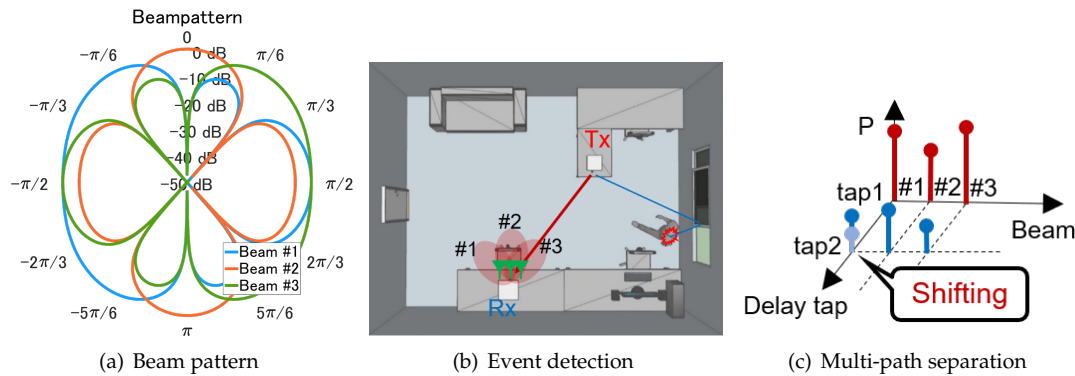 Beampattern
0
−π/6
π/6
0 dB
−10 dB
−π/3
π/3
−20 dB
−30 dB
−40 dB
−π/2
−50 dB
π/2
Beam #1
Beam #2
Beam #3
−2π/3
2π/3
−5π/6
5π/6
π
(a) Beam pattern
Tx
#2
#1
#3
Rx
(b) Event detection
P
tap1
#1
#2
#3
Beam
tap2
Delay tap
Shifting
(c) Multi-path separation